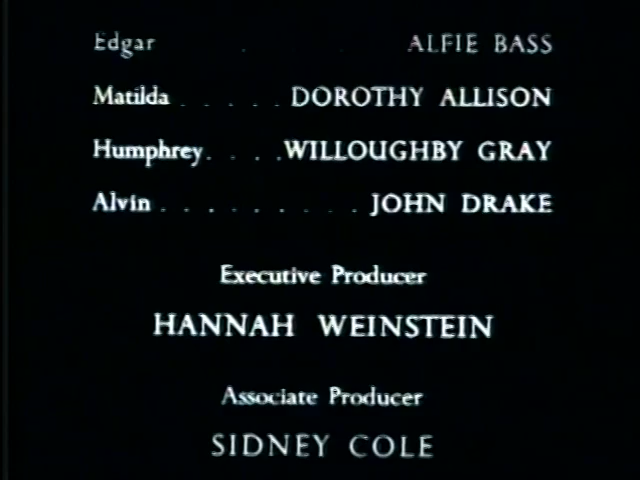 Edgar . . ALFIE BASS
Matilda . . . . . DOROTHY ALLISON
Humphrey. . . .WILLOUGHBY GRAY
Alvin . . . . . . . . . JOHN DRAKE
Executive Producer
HANNAH WEINSTEIN
Associate Producer
SIDNEY COLE